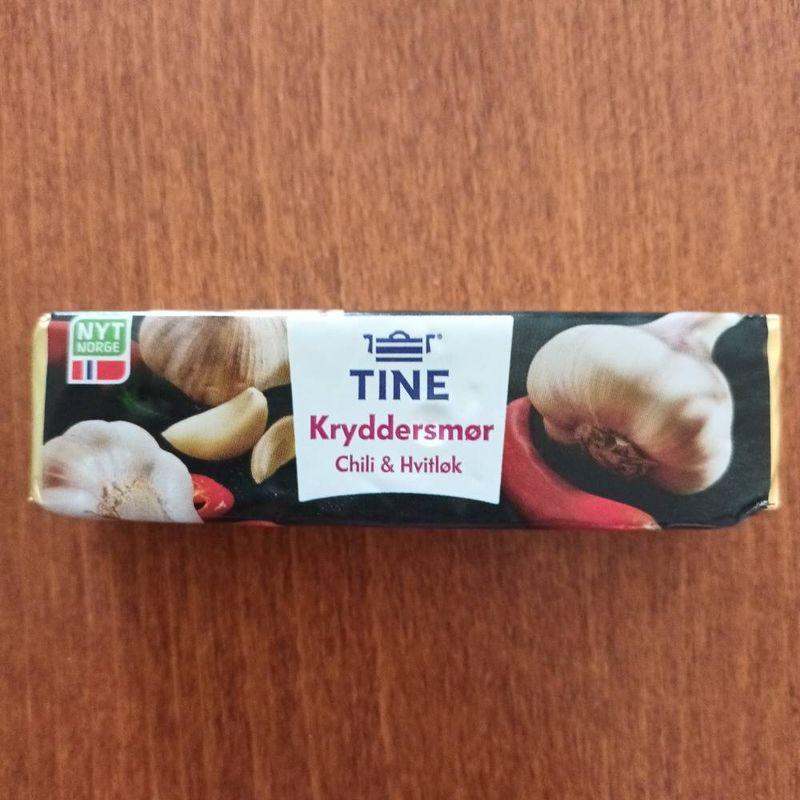 NYT
NORGE
TINE
Kryddersmør
Chili & Hvitløk